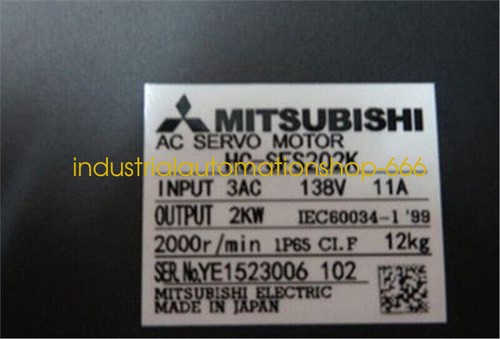 MITSUBISHI
AC SERVO MOTOR
industrialautomationshop-666
INPUT 3AC 138V 11A
OUTPUT 2KW IEC60034-1 '99
2000r/min IP65 CI.F 12kg
SER.No.YE1523006 102
MITSUBISHI ELECTRIC
MADE IN JAPAN